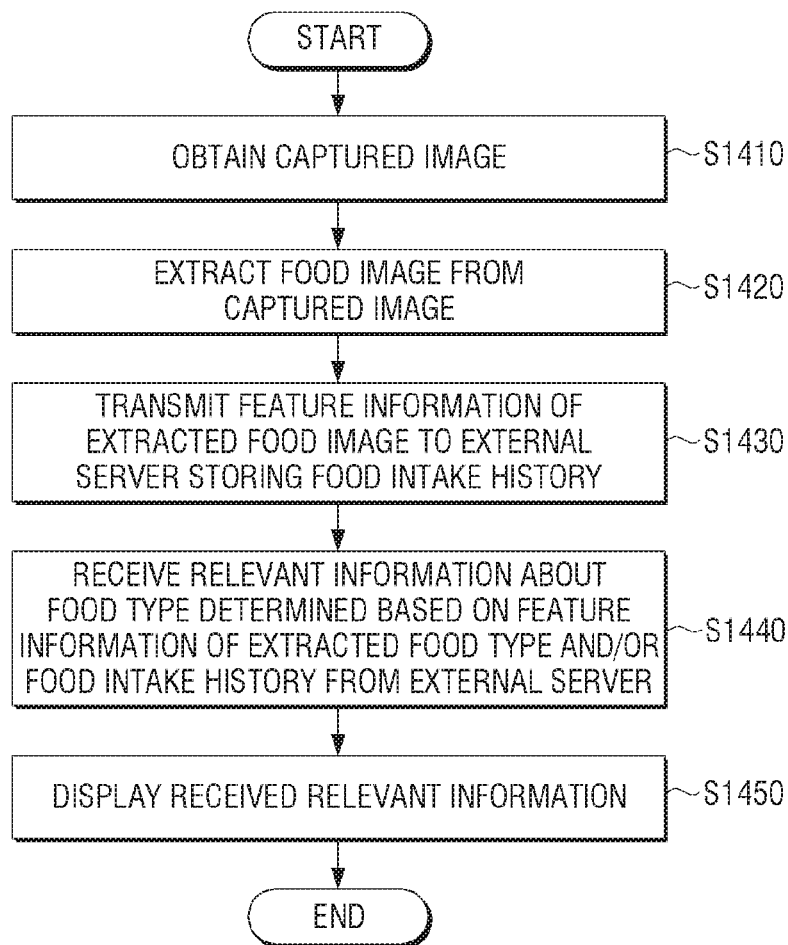 START
OBTAIN CAPTURED IMAGE
S1410
EXTRACT FOOD IMAGE FROM
CAPTURED IMAGE
S1420
TRANSMIT FEATURE INFORMATION OF
EXTRACTED FOOD IMAGE TO EXTERNAL
SERVER STORING FOOD INTAKE HISTORY
S1430
RECEIVE RELEVANT INFORMATION ABOUT
FOOD TYPE DETERMINED BASED ON FEATURE
INFORMATION OF EXTRACTED FOOD TYPE AND/OR
FOOD INTAKE HISTORY FROM EXTERNAL SERVER
S1440
DISPLAY RECEIVED RELEVANT INFORMATION
S1450
END